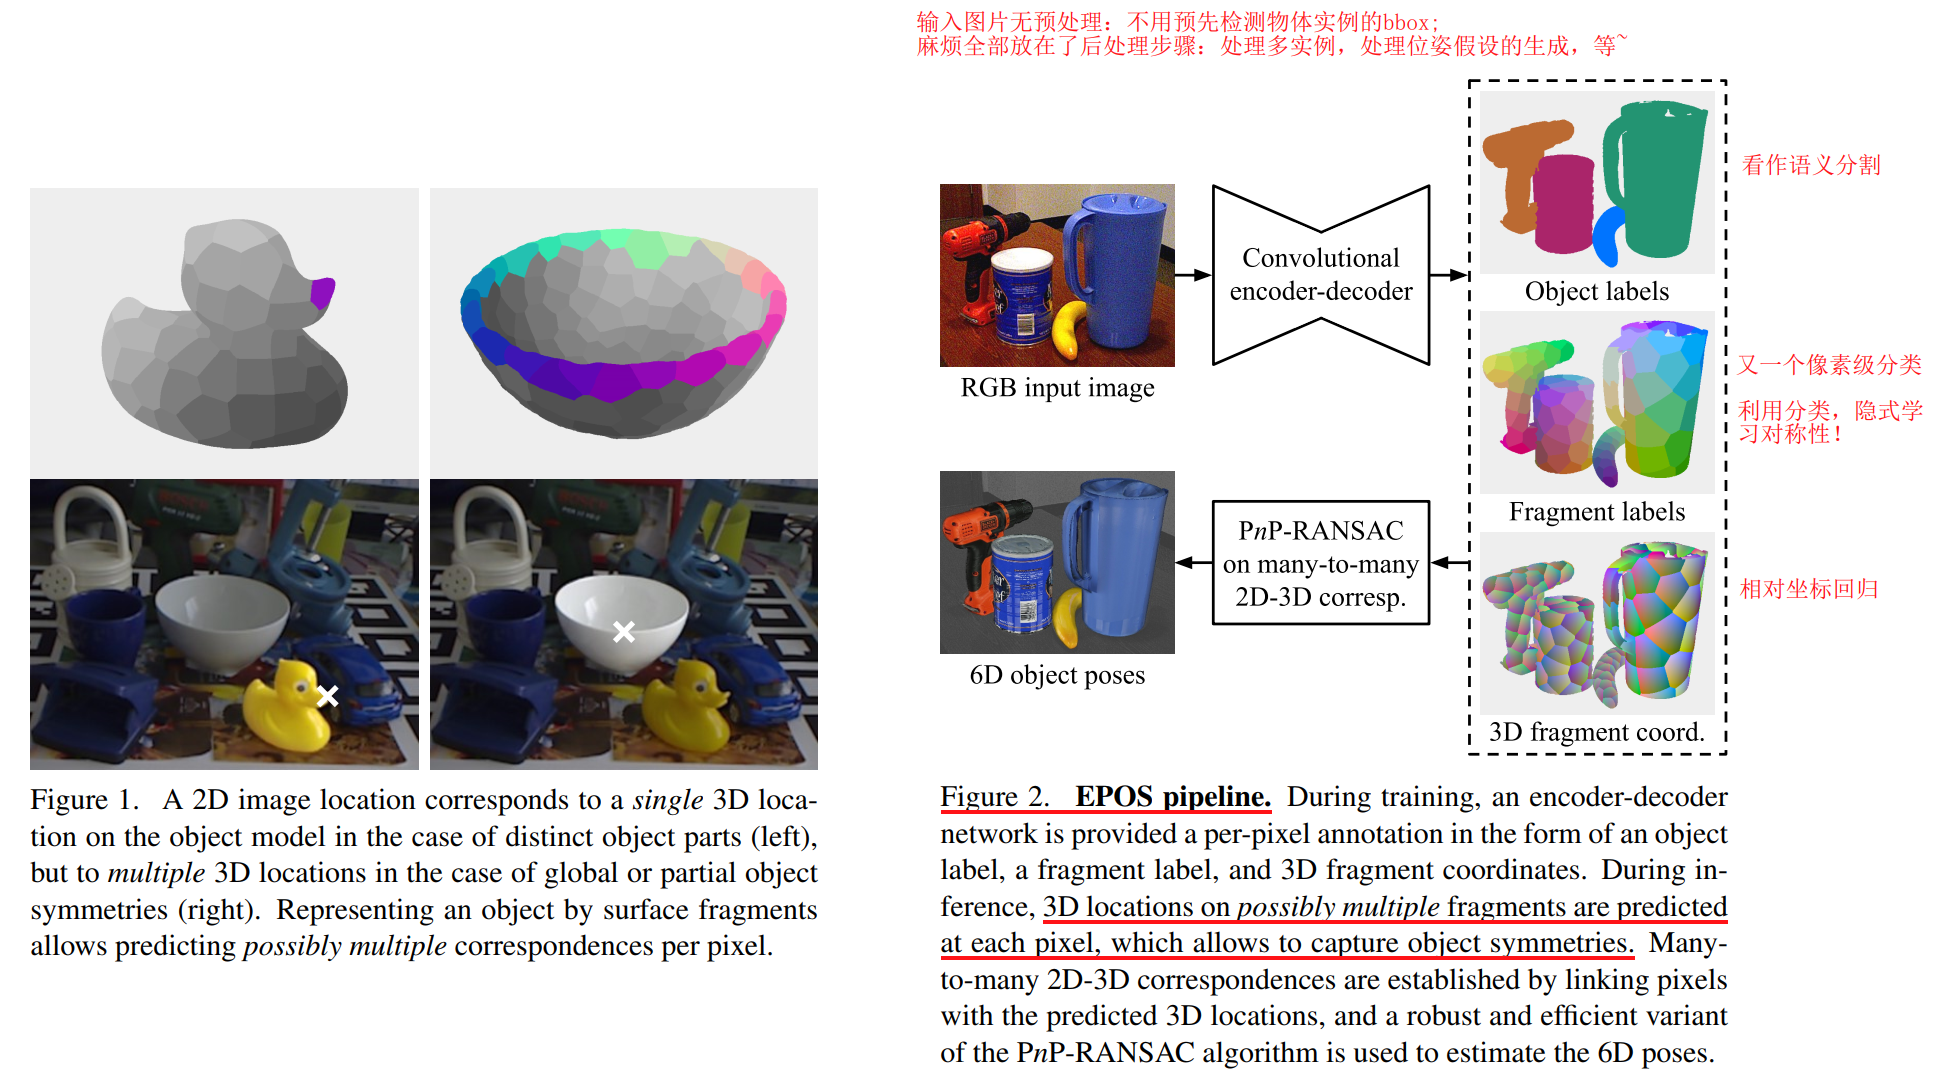 输入图片无预处理：不用预先检测物体实例的bbox;
麻烦全部放在了后处理步骤：处理多实例，处理位姿假设的生成，等~
看作语义分割
Convolutional
encoder-decoder
Object labels
RGB input image
又一个像素级分类
利用分类，隐式学
习对称性！
Fragment labels
PnP-RANSAC
on many-to-many
2D-3D corresp.
相对坐标回归
6D object poses
3D fragment coord.
Figure 1. A 2D image location corresponds to a single 3D loca-
tion on the object model in the case of distinct object parts (left),
but to multiple 3D locations in the case of global or partial object
symmetries (right). Representing an object by surface fragments
allows predicting possibly multiple correspondences per pixel.
Figure 2. EPOS pipeline. During training, an encoder-decoder
network is provided a per-pixel annotation in the form of an object
label, a fragment label, and 3D fragment coordinates. During in-
ference, 3D locations on possibly multiple fragments are predicted
at each pixel, which allows to capture object symmetries. Many-
to-many 2D-3D correspondences are established by linking pixels
with the predicted 3D locations, and a robust and efficient variant
of the PnP-RANSAC algorithm is used to estimate the 6D poses.